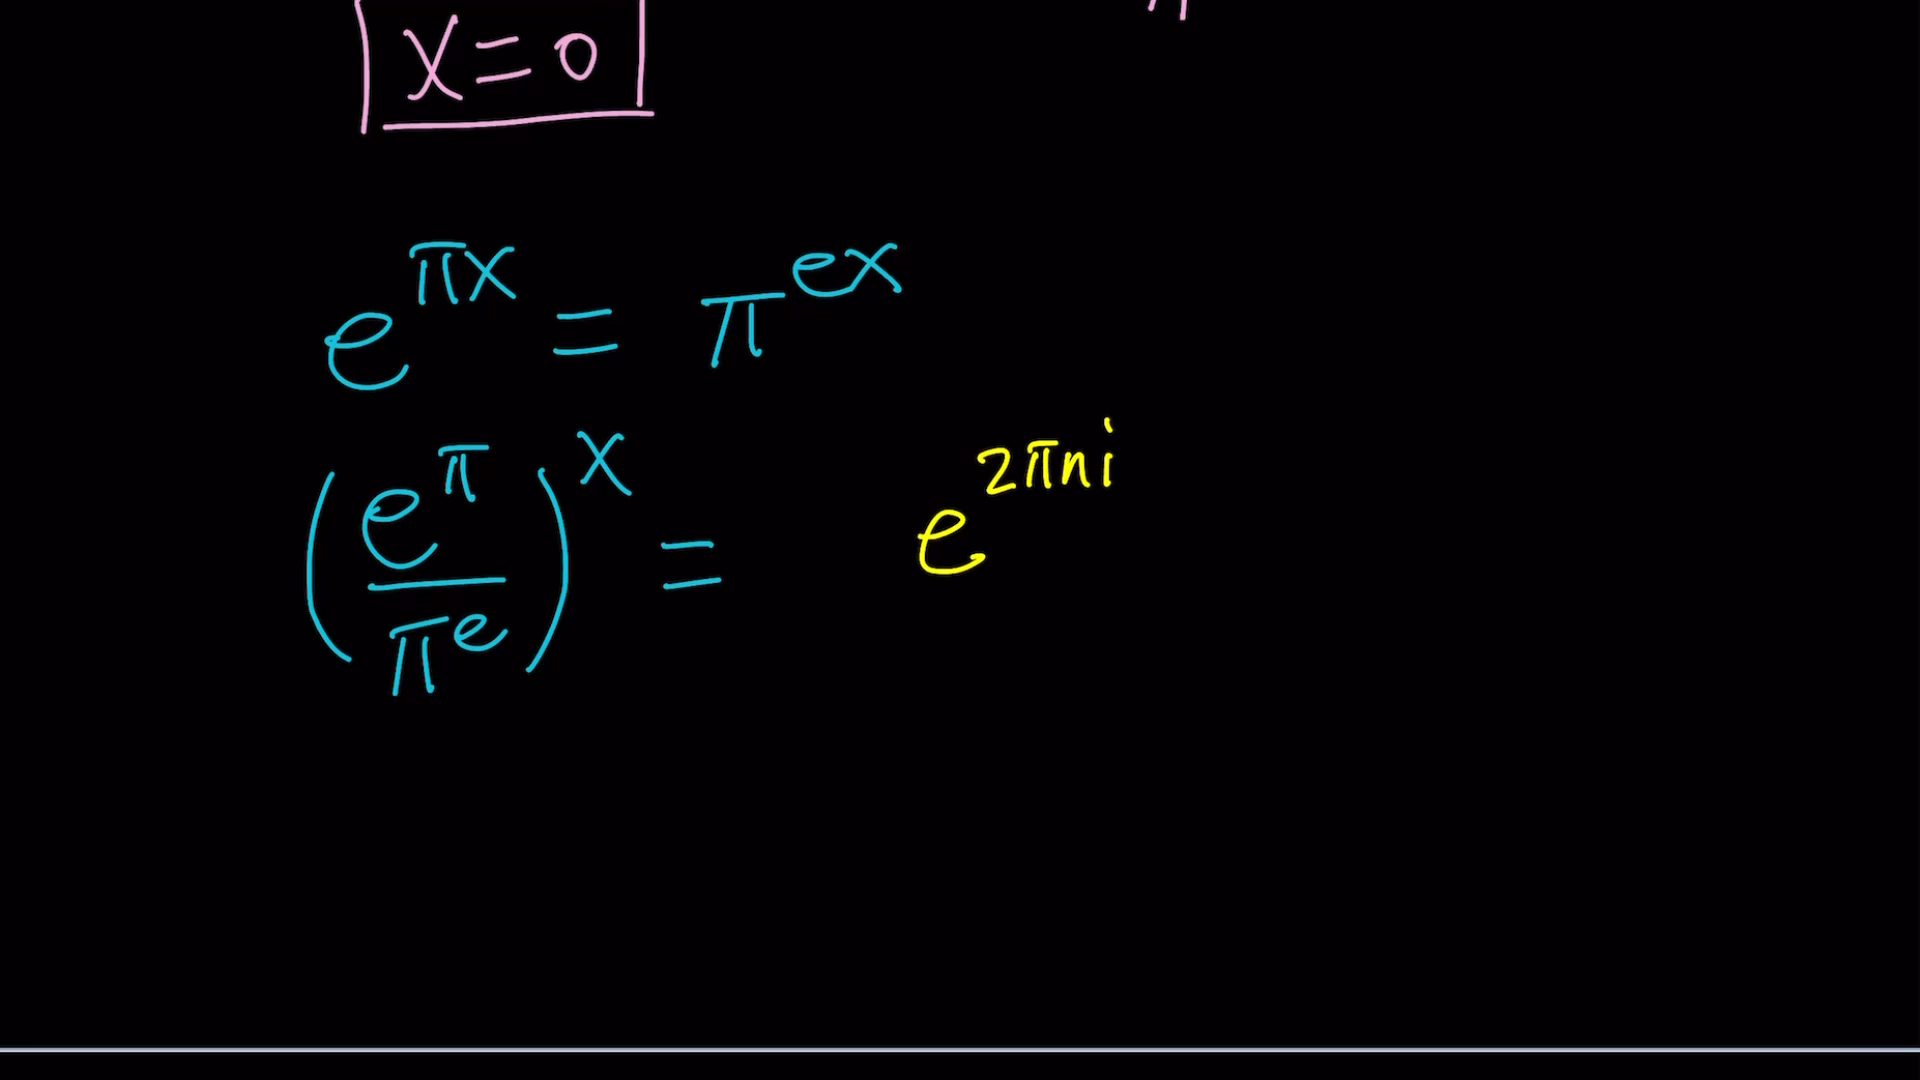 x=0
e^{πx} = π^{ex}
(e^π/π^e)^x = e^{2πni}